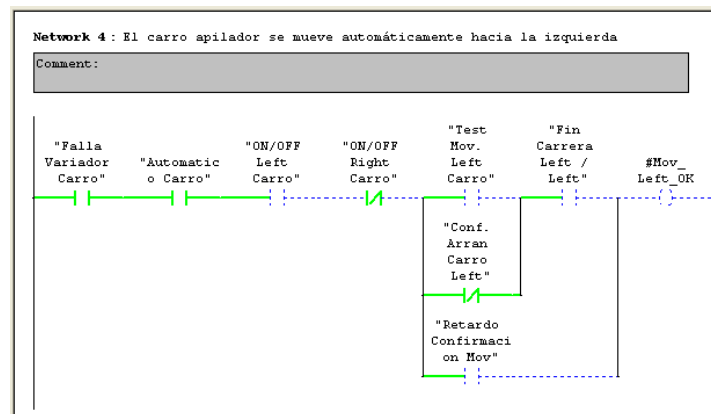 Network 4 : El carro apilador se mueve automáticamente hacia la izquierda
Comment:
"Falla
Variador
Carro"
"Automatic
o Carro"
"ON/OFF
Left
Carro"
"ON/OFF
Right
Carro"
"Test
Mov.
Left
Carro"
"Fin
Carrera
Left /
Left"
#Mov_
Left_OK
"Conf.
Arran
Carro
Left"
"Retardo
Confirmaci
on Mov"